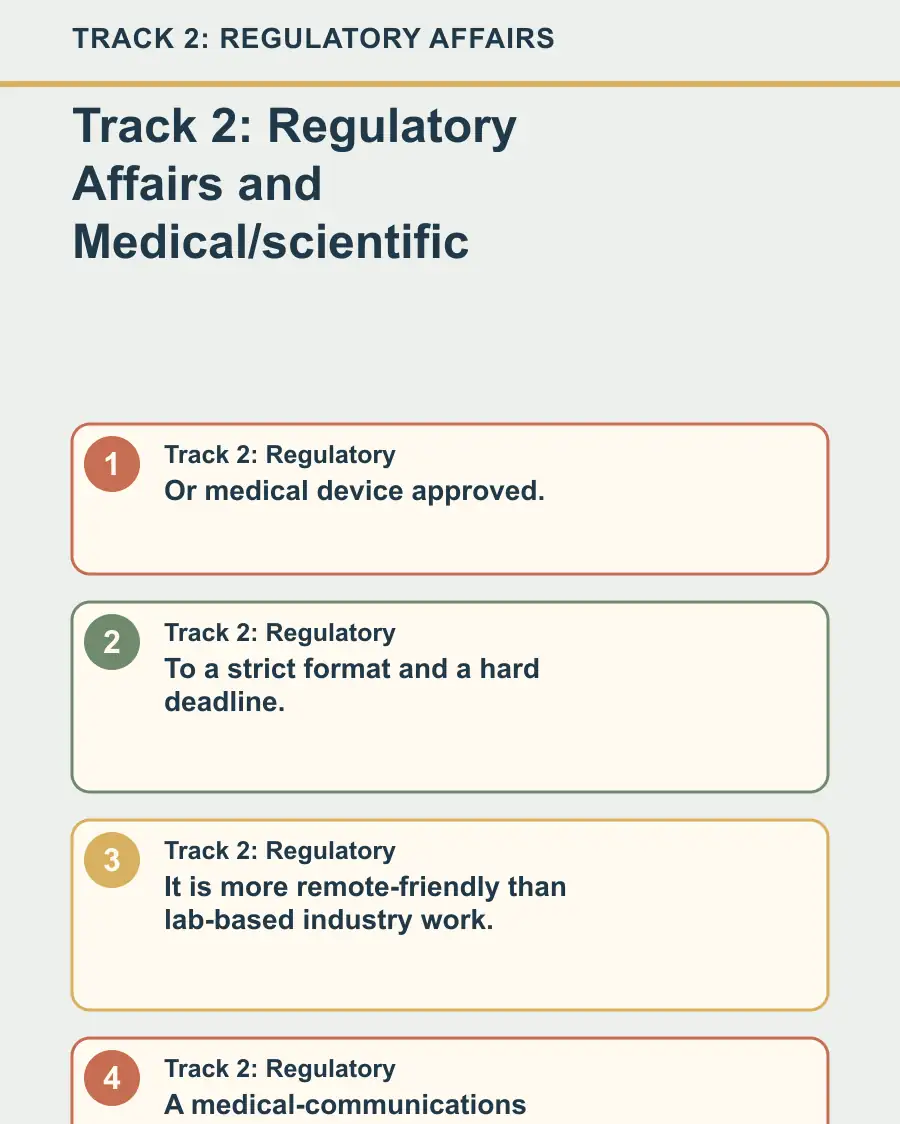 TRACK 2: REGULATORY AFFAIRS
Track 2: Regulatory
Affairs and
Medical/scientific
1
Track 2: Regulatory
Or medical device approved.
2
Track 2: Regulatory
To a strict format and a hard
deadline.
3
Track 2: Regulatory
It is more remote-friendly than
lab-based industry work.
4
Track 2: Regulatory
A medical-communications